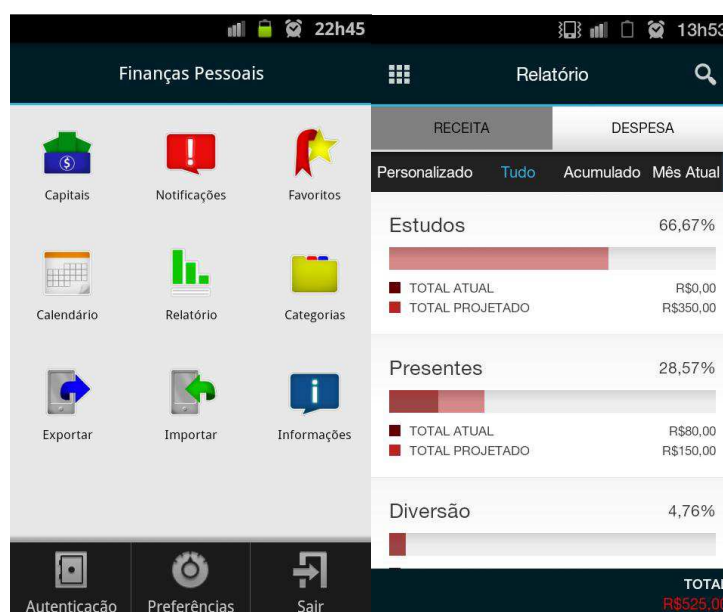 22h45
Finanças Pessoais
Capitais Notificações Favoritos
Calendário Relatório Categorias
Exportar Importar Informações
Autenticação Preferências Sair
13h53
Relatório
RECEITA DESPESA
Personalizado Tudo Acumulado Mês Atual
Estudos 66,67%
TOTAL ATUAL R$0,00
TOTAL PROJETADO R$350,00
Presentes 28,57%
TOTAL ATUAL R$80,00
TOTAL PROJETADO R$150,00
Diversão 4,76%
TOTAL
R$525,00